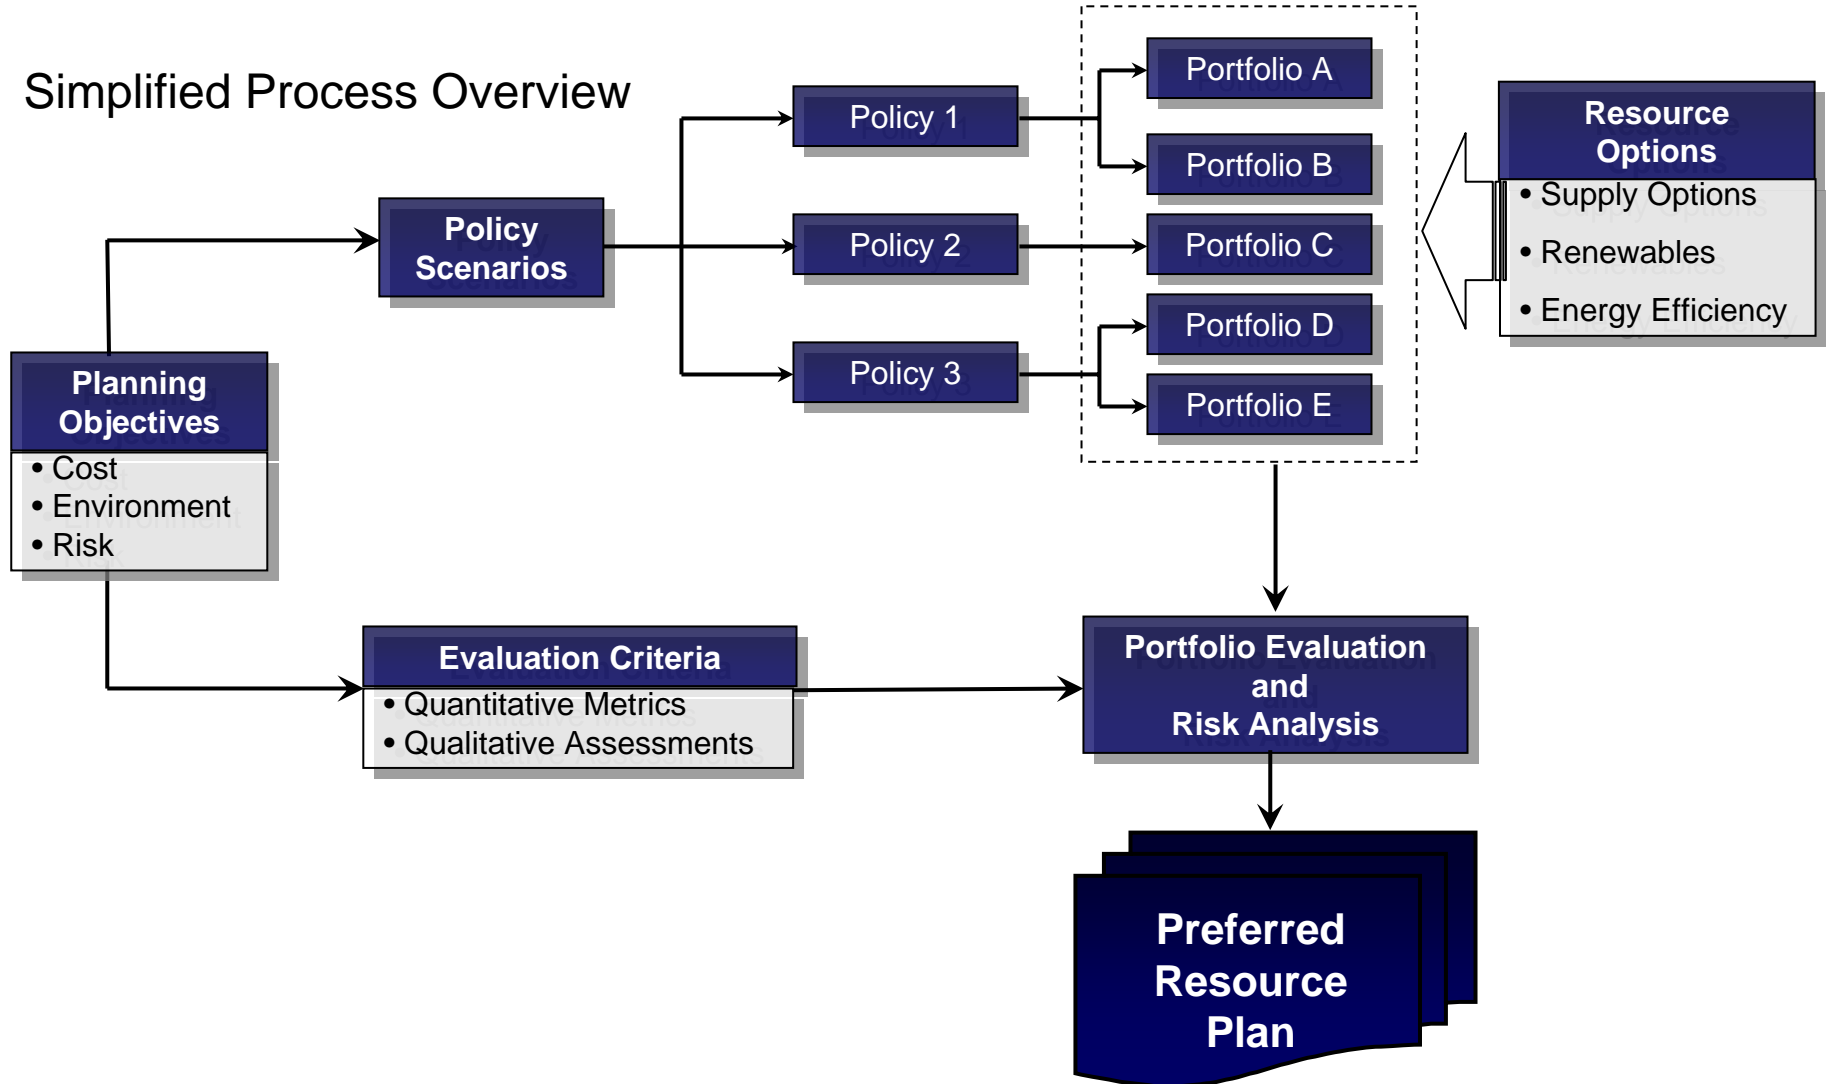 Simplified Process Overview
Planning
Objectives
• Cost
• Environment
• Risk
Policy
Scenarios
Policy 1
Policy 2
Policy 3
Portfolio A
Portfolio B
Portfolio C
Portfolio D
Portfolio E
Resource
Options
• Supply Options
• Renewables
• Energy Efficiency
Evaluation Criteria
• Quantitative Metrics
• Qualitative Assessments
Portfolio Evaluation
and
Risk Analysis
Preferred
Resource
Plan